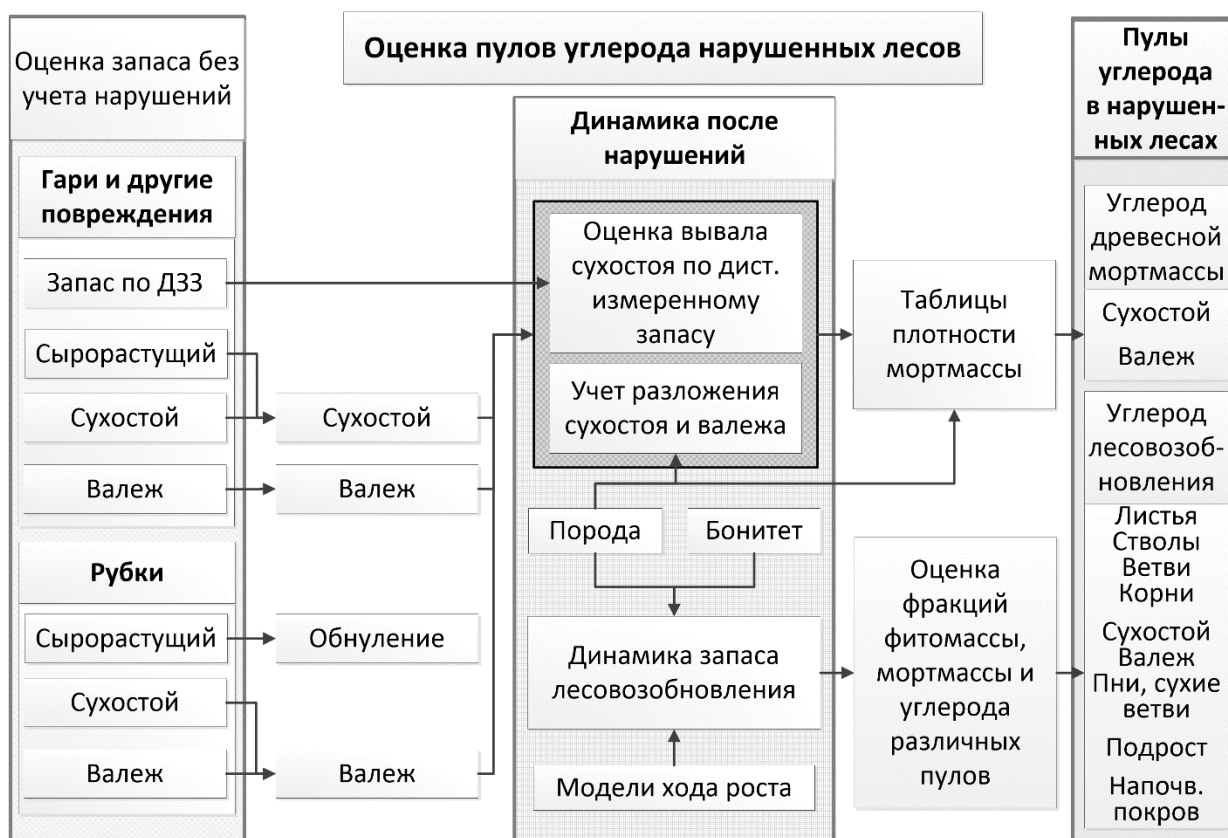 Оценка пулов углерода нарушенных лесов
Оценка запаса без
учета нарушений
Гари и другие
повреждения
Запас по ДЗЗ
Сырорастущий
Сухостой
Валеж
Рубки
Сырорастущий
Сухостой
Валеж
Сухостой
Валеж
Обнуление
Валеж
Динамика после
нарушений
Оценка вывала
сухостоя по дист.
измеренному
запасу
Учет разложения
сухостоя и валежа
Порода
Бонитет
Динамика запаса
лесовозобновления
Модели хода роста
Таблицы
плотности
мортмассы
Оценка
фракций
фитомассы,
мортмассы и
углерода
различных
пулов
Пулы
углерода
в нарушен-
ных лесах
Углерод
древесной
мортмассы
Сухостой
Валеж
Углерод
лесовозоб-
новления
Листья
Стволы
Ветви
Корни
Сухостой
Валеж
Пни, сухие
ветви
Подрост
Напочв.
покров